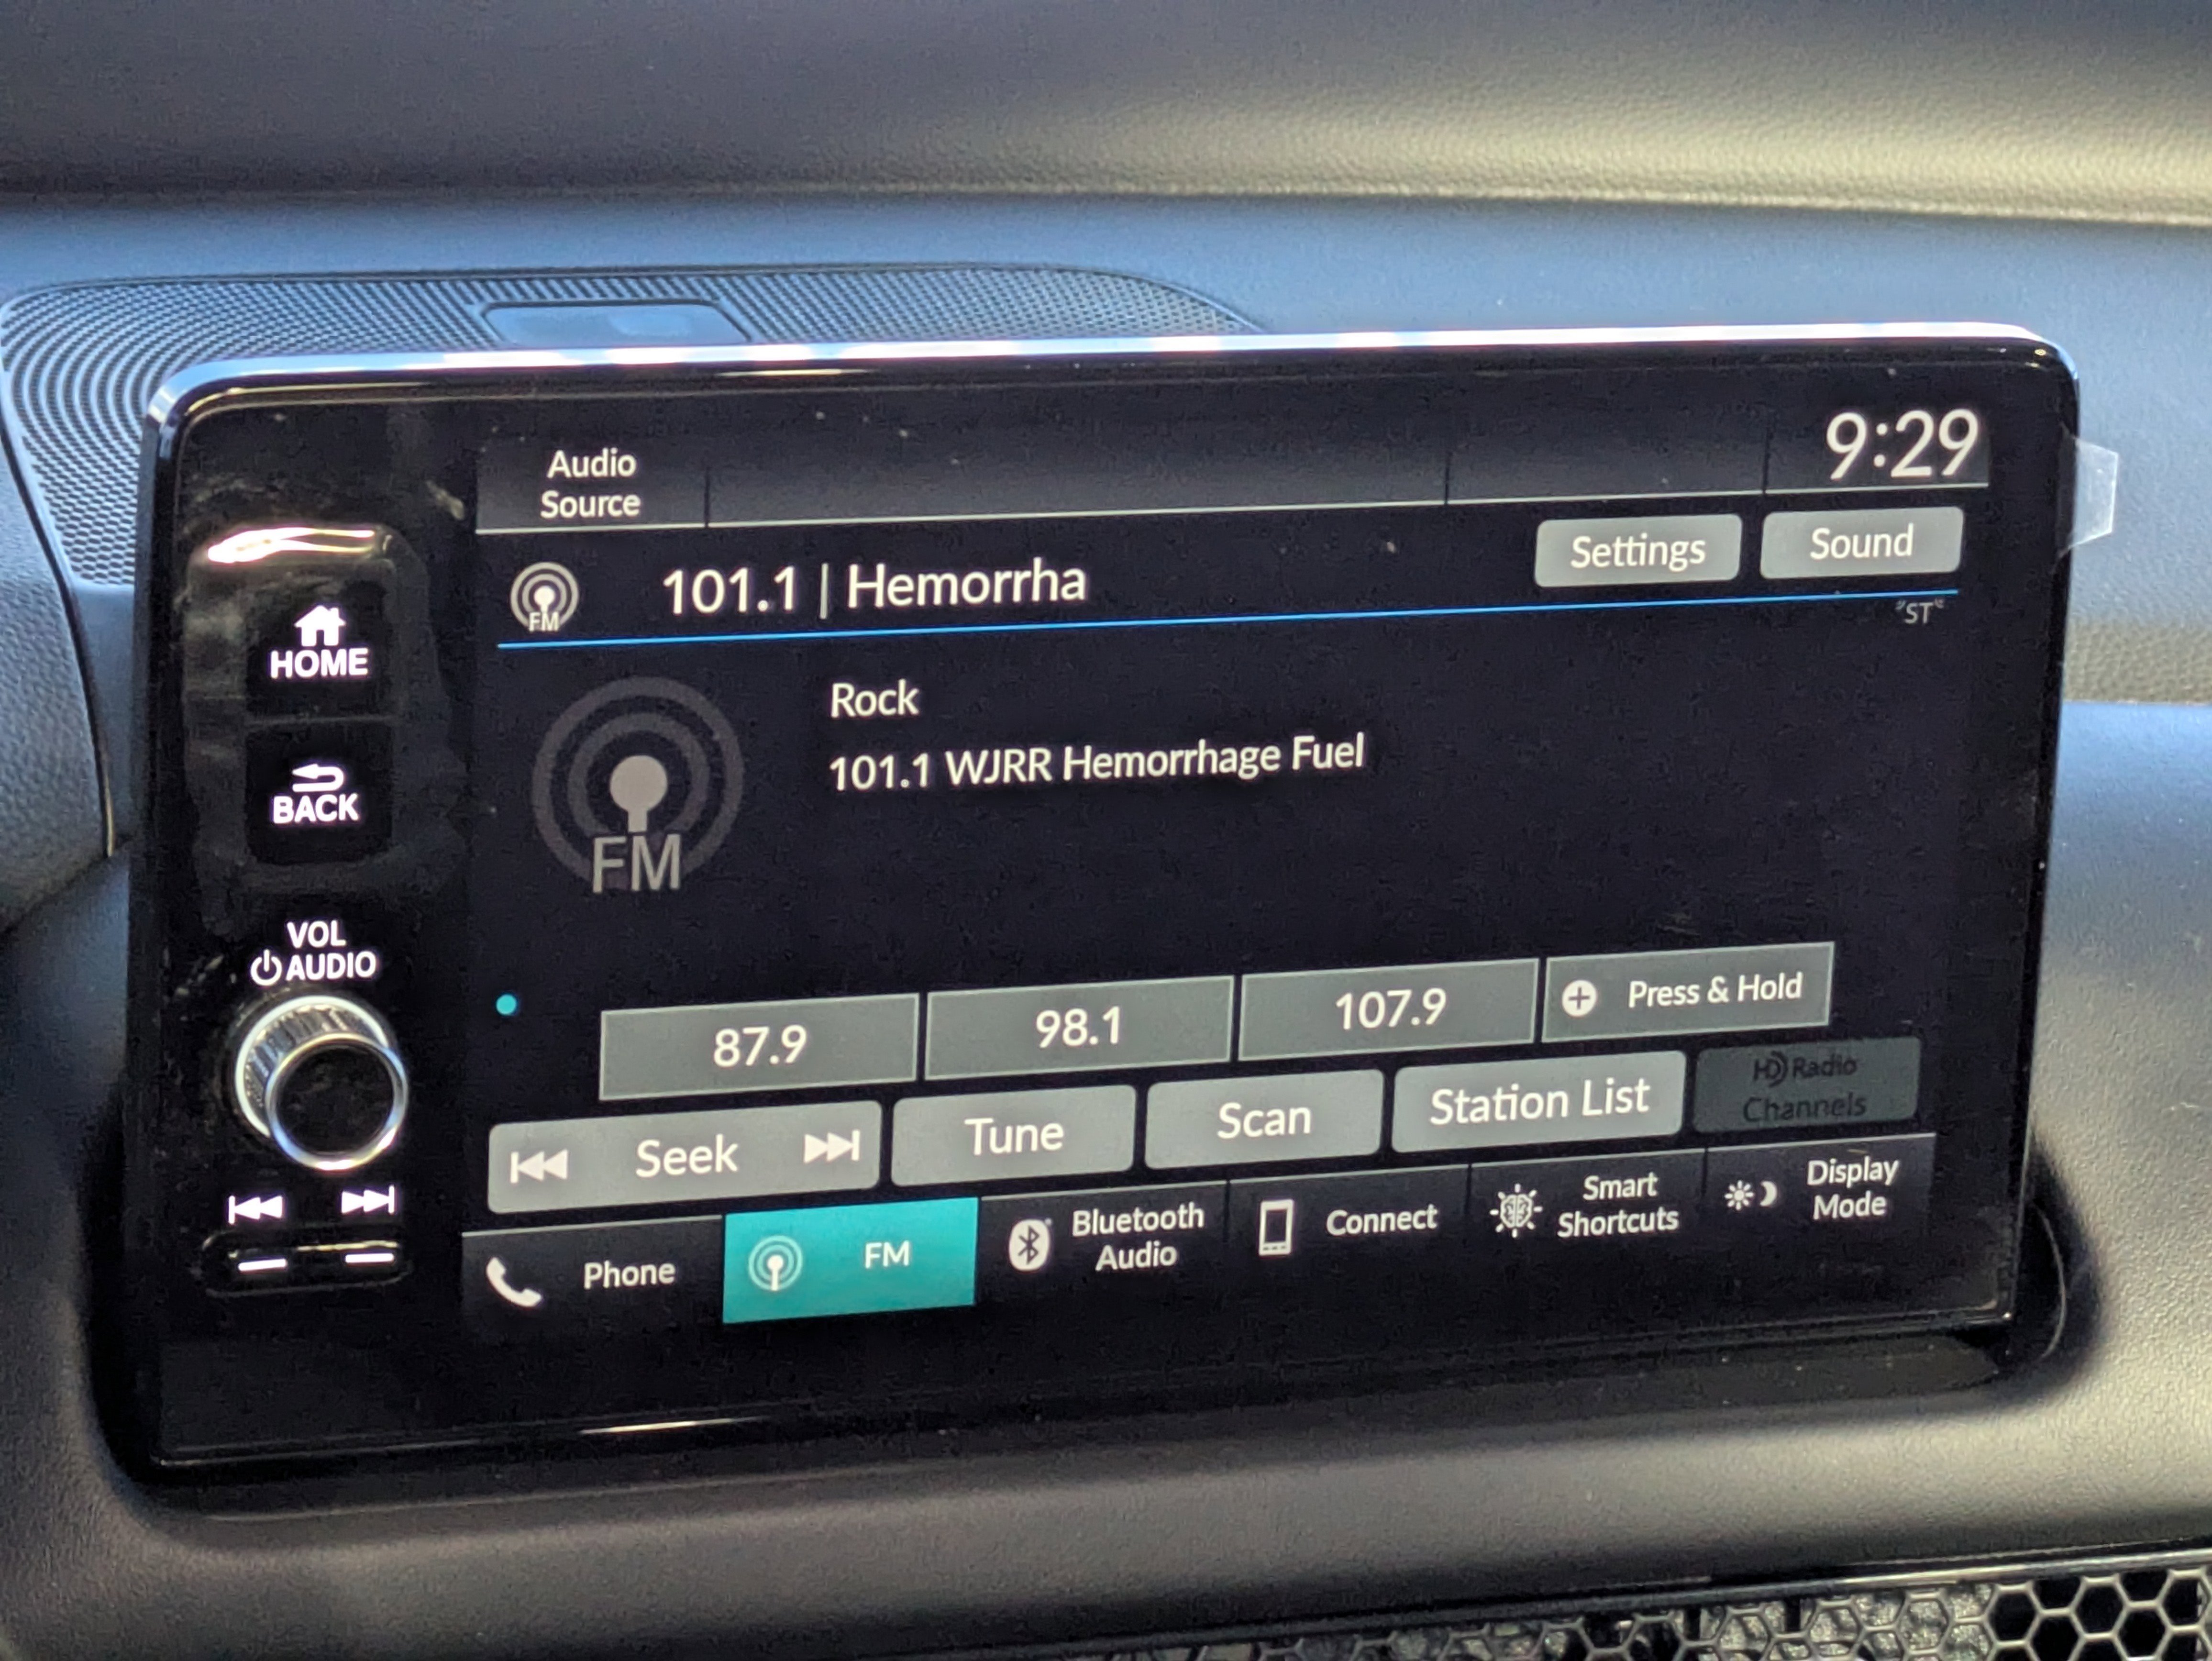 Audio
Source
9:29
FM
101.1 | Hemorrha
Settings
Sound
"ST"
HOME
BACK
VOL
AUDIO
Rock
101.1 WJRR Hemorrhage Fuel
FM
87.9
98.1
107.9
Press & Hold
Seek
Tune
Scan
Station List
HD Radio
Channels
Phone
FM
Bluetooth
Audio
Connect
Smart
Shortcuts
Display
Mode